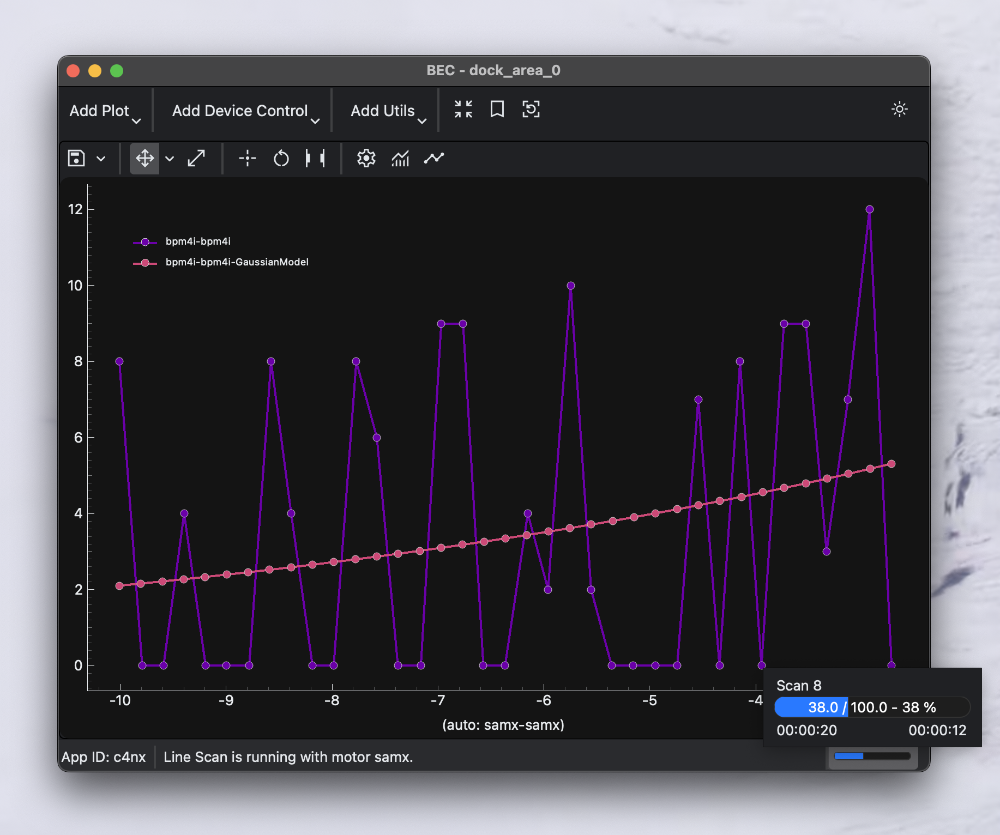 BEC - dock_area_0
Add Plot Add Device Control Add Utils
12
bpm4i-bpm4i
bpm4i-bpm4i-GaussianModel
10
8
6
4
2
0
-10 -9 -8 -7 -6 -5 -4
(auto: samx-samx)
Scan 8
38.0 / 100.0 - 38 %
00:00:20 00:00:12
App ID: c4nx Line Scan is running with motor samx.